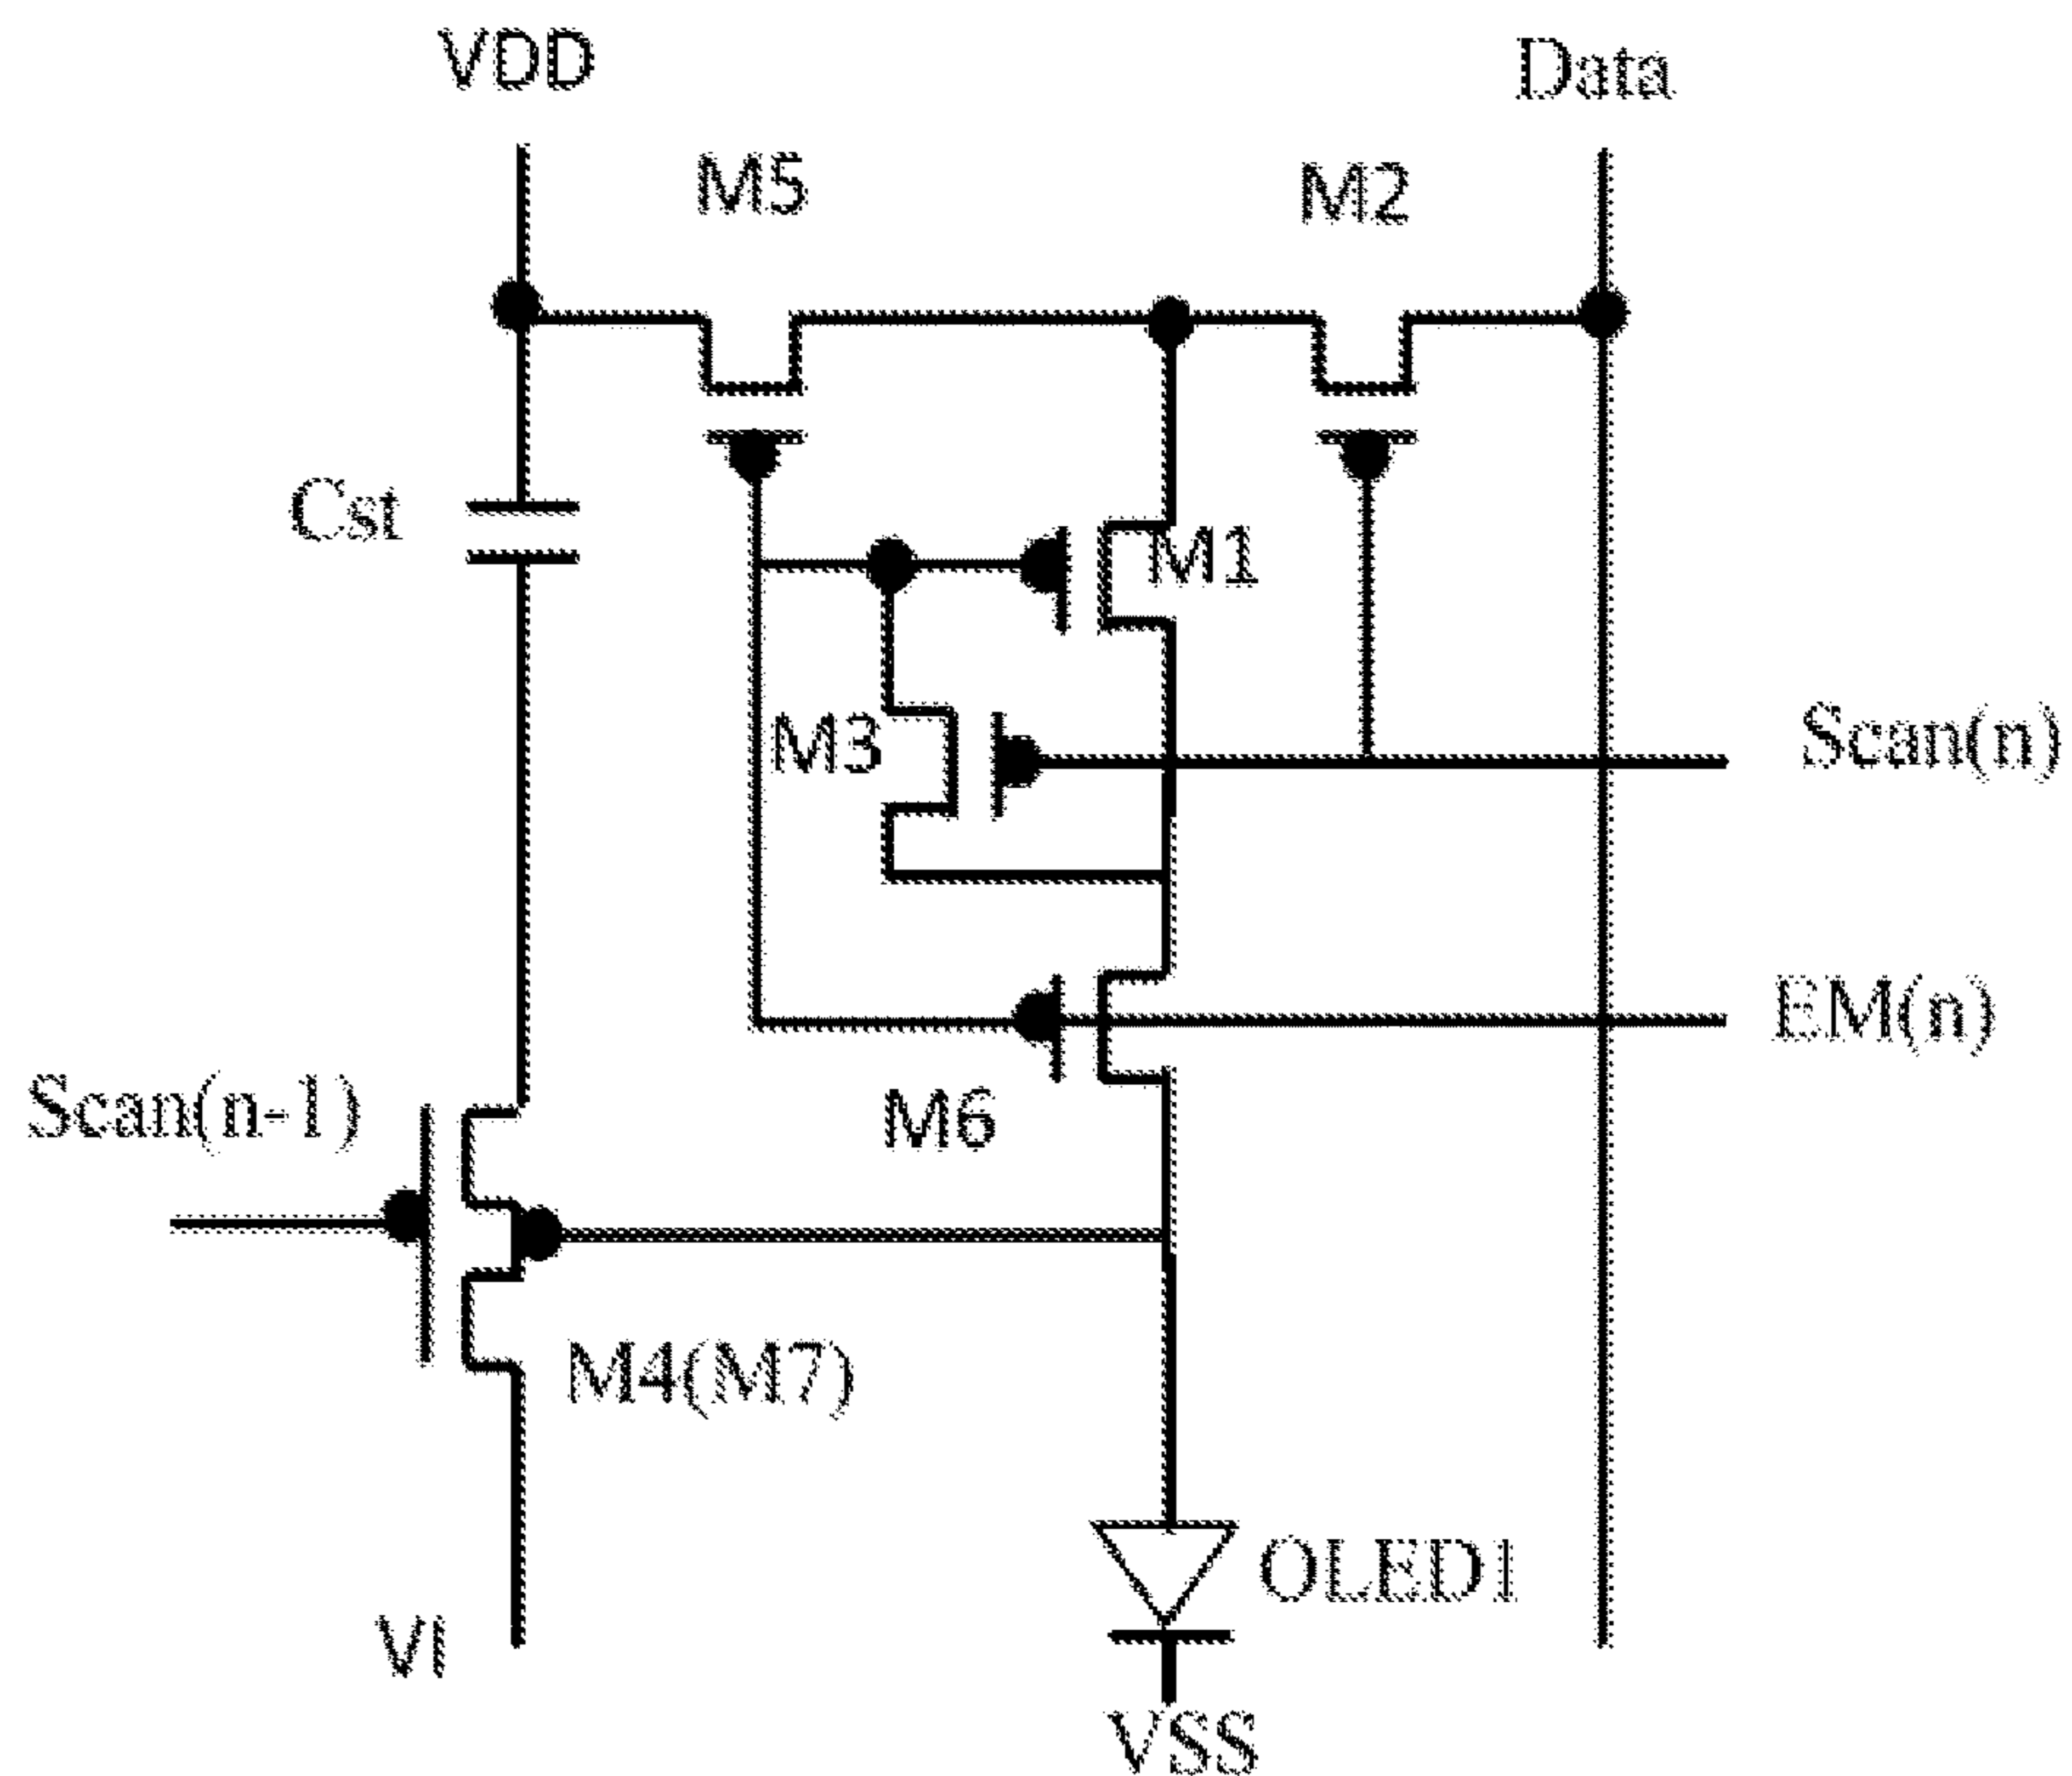 VDD
Data
M5
M2
Cst
M1
M3
Scan(n)
EM(n)
Scan(n-1)
M6
M4(M7)
VI
OLED1
VSS